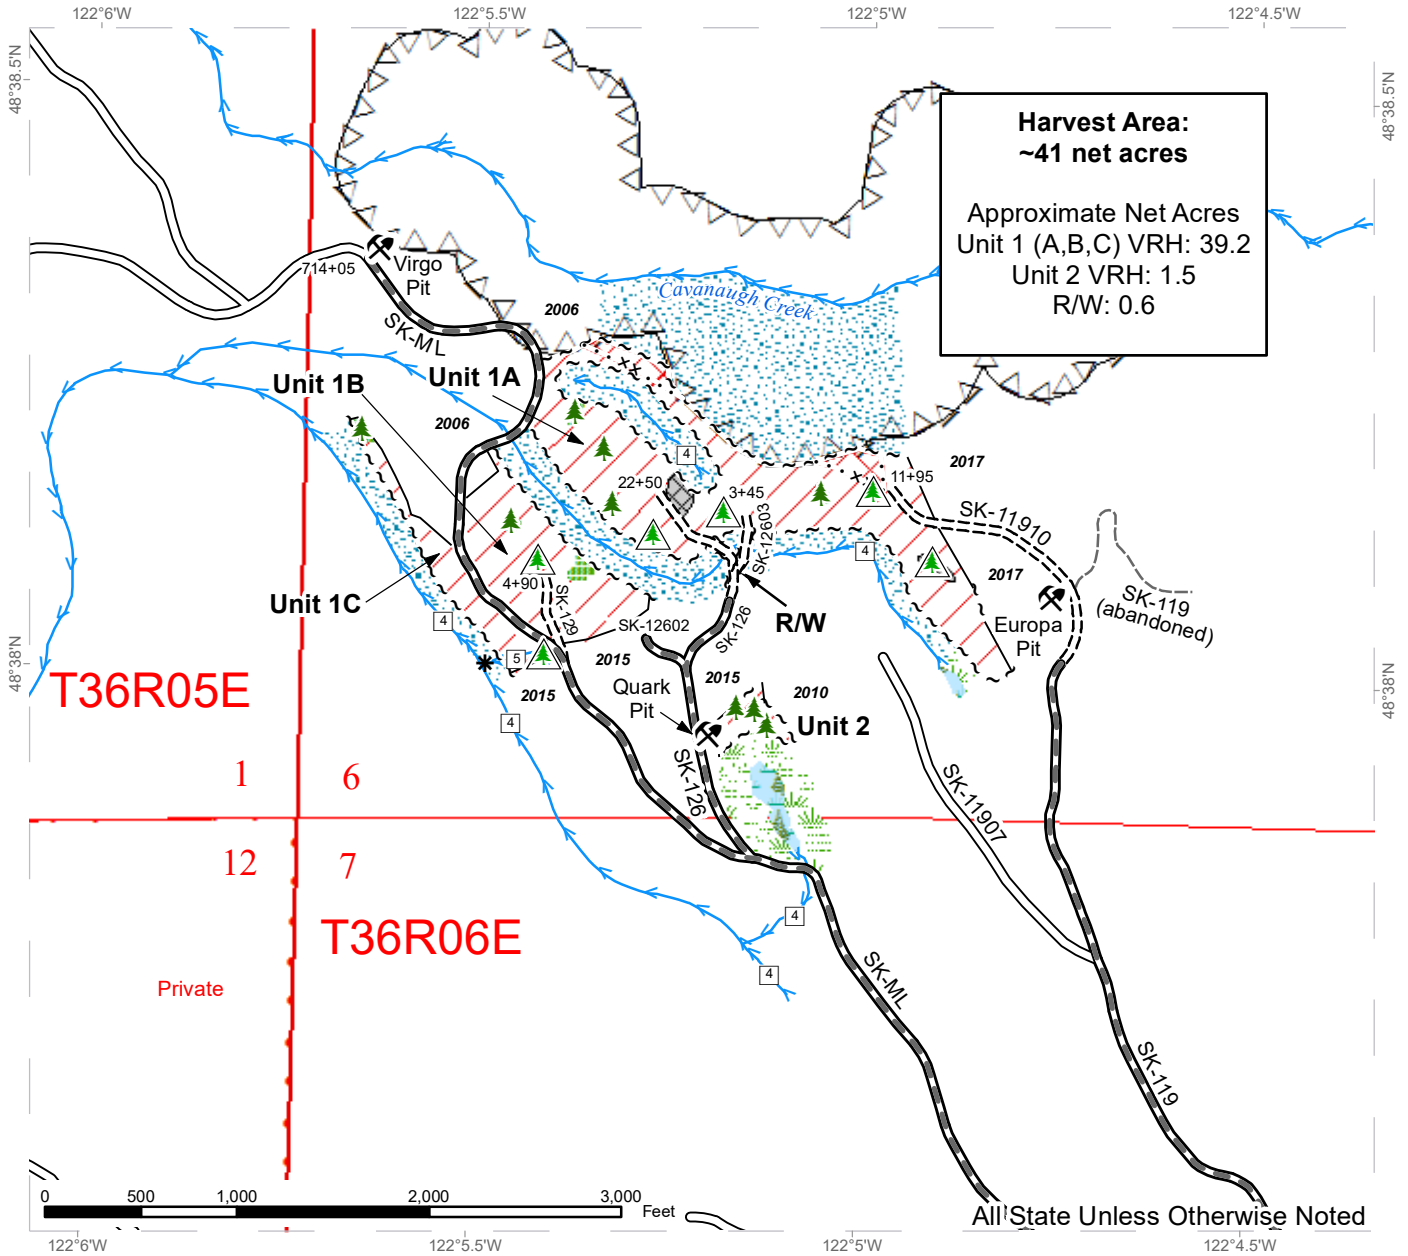 122°6'W
122°5.5'W
122°5'W
122°4.5'W
48°38.5'N
48°38.5'N
Harvest Area:
~41 net acres
Approximate Net Acres
Unit 1 (A,B,C) VRH: 39.2
Unit 2 VRH: 1.5
R/W: 0.6
714+05
Virgo
Pit
SK-ML
2006
Cavanaugh Creek
Unit 1B
Unit 1A
2006
4
22+50
3+45
11+95
2017
SK-11910
SK-12603
4
2017
SK-119
(abandoned)
4+90
SK-129
Unit 1C
4
SK-12602
SK-126
R/W
Europa
Pit
48°38'N
48°38'N
5
2015
2015
2015
Quark
Pit
2010
Unit 2
4
T36R05E
1
6
SK-126
SK-11907
12
7
T36R06E
4
4
Private
SK-ML
SK-119
0
500
1,000
2,000
3,000
Feet
All State Unless Otherwise Noted
122°6'W
122°5.5'W
122°5'W
122°4.5'W